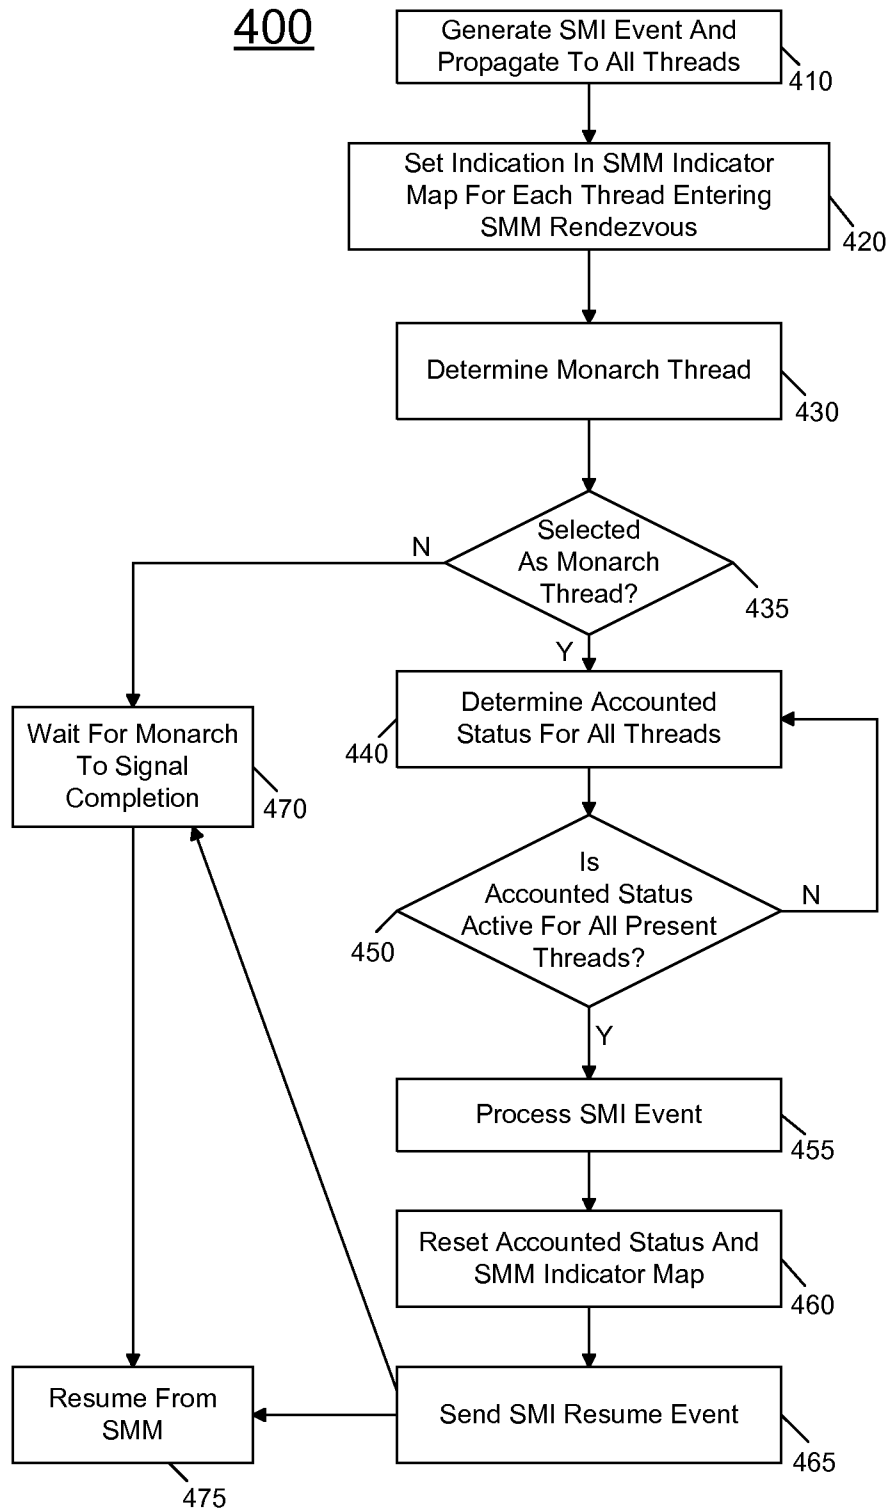 400
Generate SMI Event And
Propagate To All Threads
410
Set Indication In SMM Indicator
Map For Each Thread Entering
SMM Rendezvous
420
Determine Monarch Thread
430
Selected
As Monarch
Thread?
435
N
Y
Determine Accounted
Status For All Threads
440
Wait For Monarch
To Signal
Completion
470
Is
Accounted Status
Active For All Present
Threads?
450
N
Y
Process SMI Event
455
Reset Accounted Status And
SMM Indicator Map
460
Send SMI Resume Event
465
Resume From
SMM
475